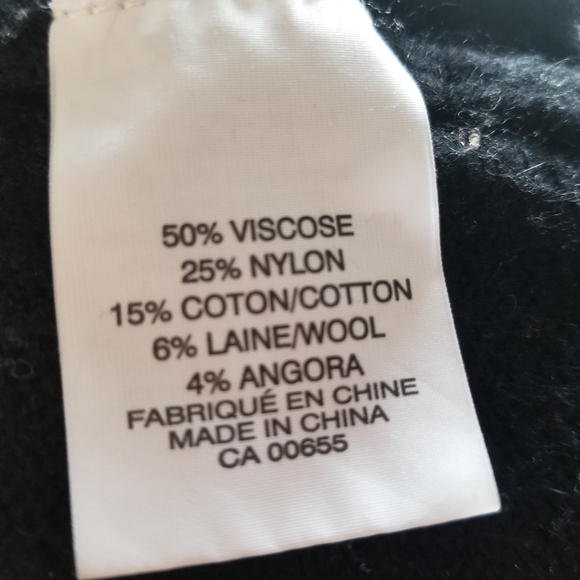 50% VISCOSE
25% NYLON
15% COTON/COTTON
6% LAINE/WOOL
4% ANGORA
FABRIQUÉ EN CHINE
MADE IN CHINA
CA 00655